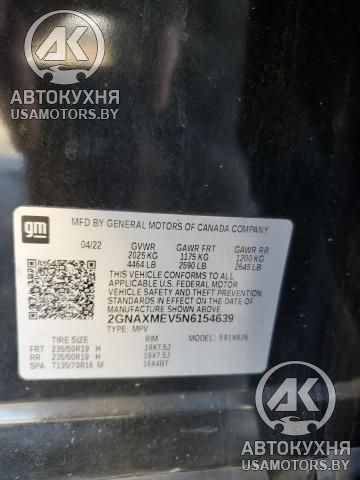 АВТОКУХНЯ
USAMOTORS.BY
АВТОКУХНЯ
USAMOTORS.BY
gm
MFD BY GENERAL MOTORS OF CANADA COMPANY
04/22 GVWR GAWR FRT GAWR RR
2025 KG 1175 KG 1200 KG
4464 LB 2590 LB 2645 LB
THIS VEHICLE CONFORMS TO ALL
APPLICABLE U.S. FEDERAL MOTOR
VEHICLE SAFETY, BUMPER, AND THEFT
PREVENTION STANDARDS IN EFFECT ON
THE DATE OF MANUFACTURE SHOWN ABOVE.
2GNAXMEV5N6154639
TYPE: MPV
TIRE SIZE RIM MODEL: 591XR26
FRT 235/50R19 H 19X7.5J
RR 235/50R19 H 19X7.5J
SPA T135/70R16 M 16X4BT
АВТОКУХНЯ
USAMOTORS.BY